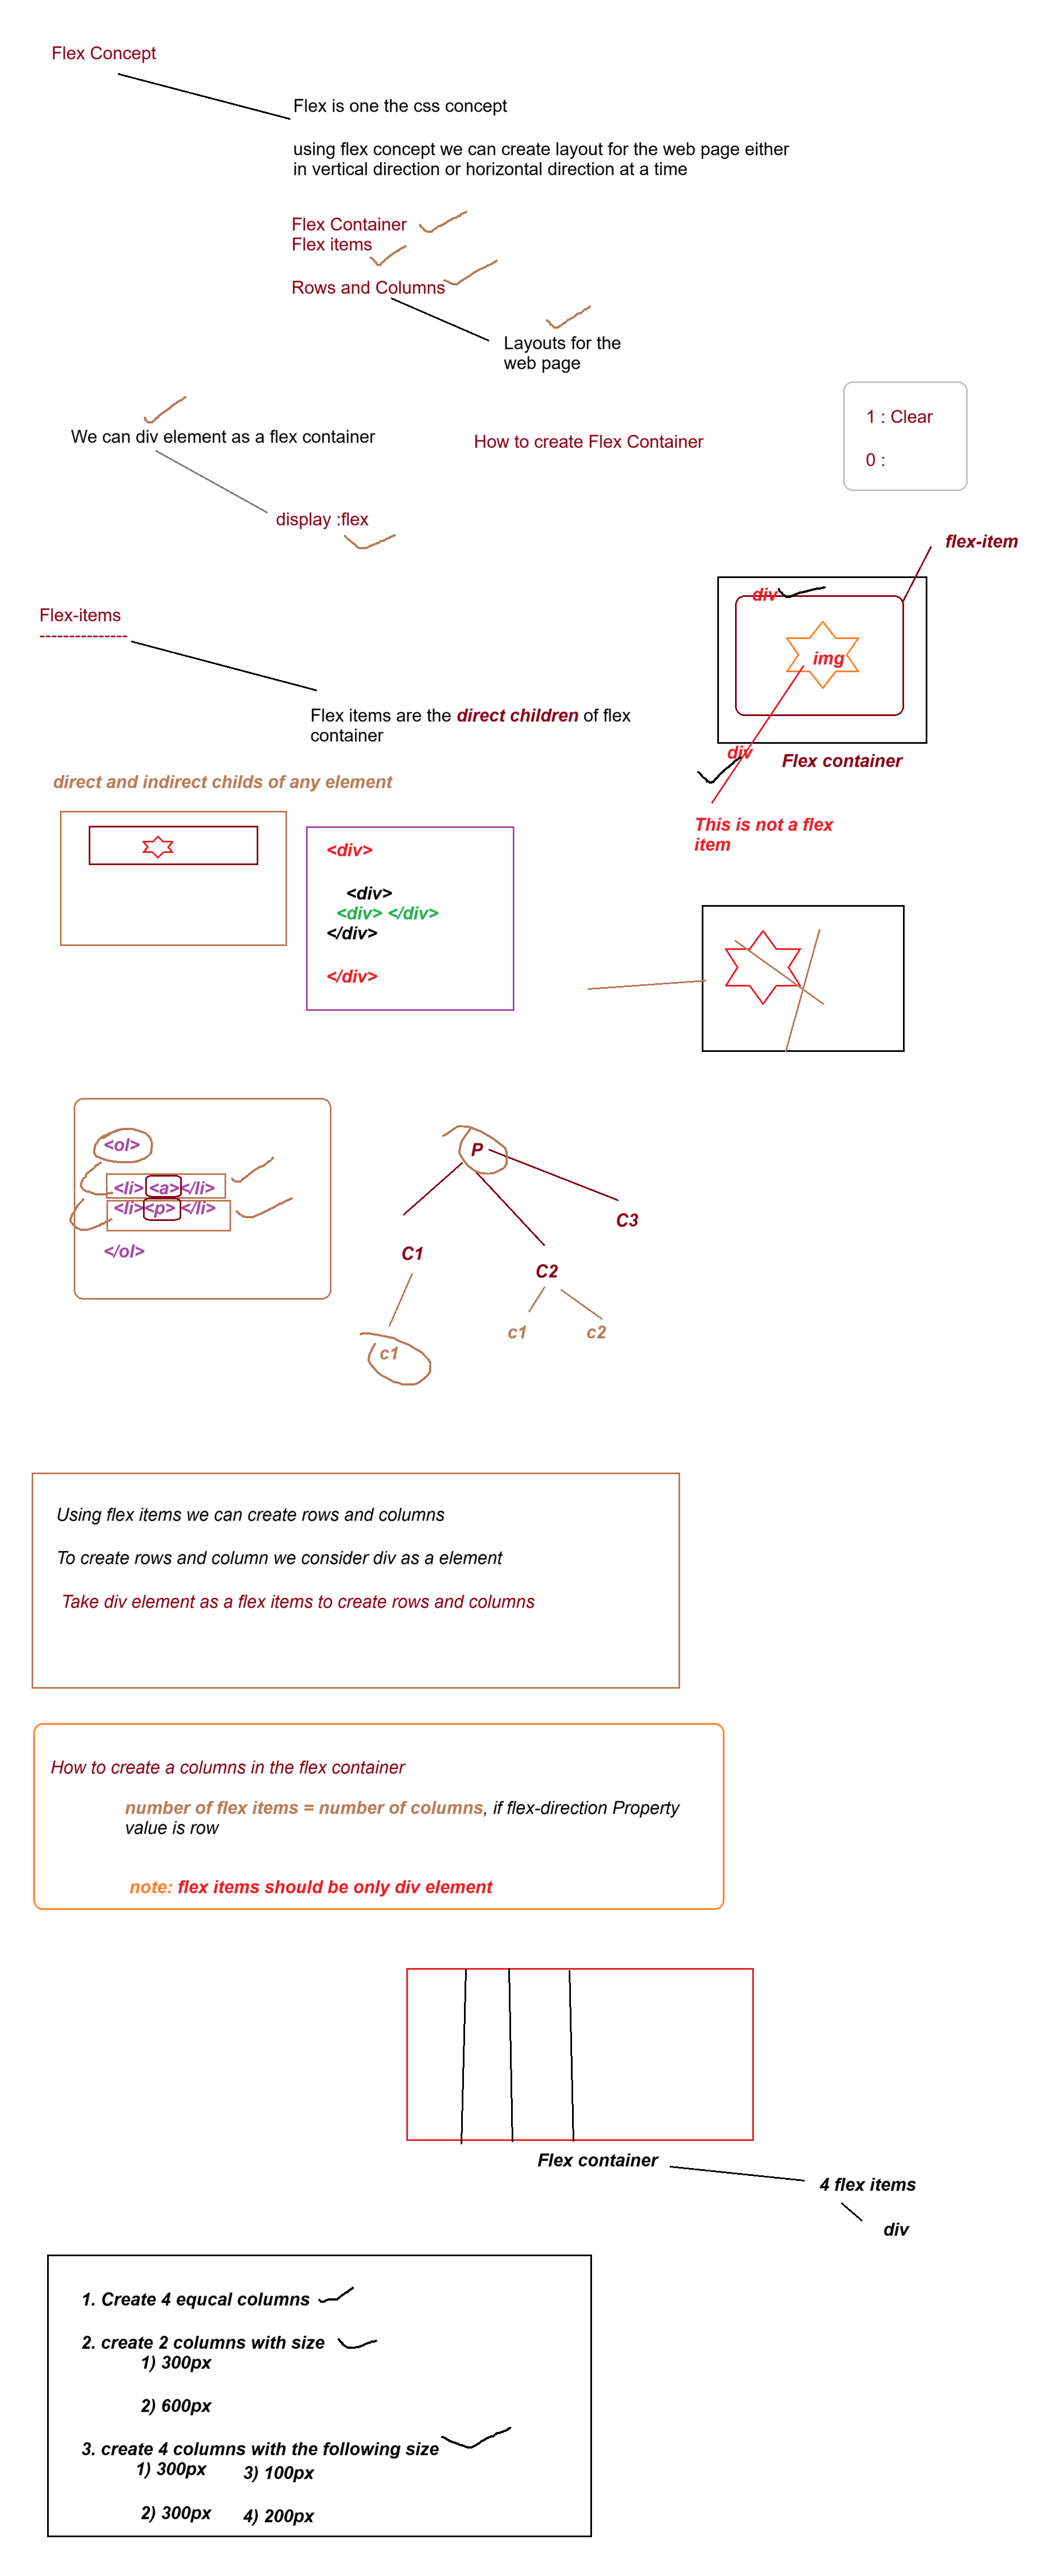 Flex Concept
Flex is one the css concept
using flex concept we can create layout for the web page either
in vertical direction or horizontal direction at a time
Flex Container
Flex items
Rows and Columns
Layouts for the
web page
We can div element as a flex container
How to create Flex Container
1 : Clear
0 :
display :flex
flex-item
div
img
Flex-items
---------------
Flex items are the direct children of flex
container
div
Flex container
This is not a flex
item
direct and indirect childs of any element
<div>
<div>
<div> </div>
</div>
</div>
<ol>
<li> <a></li>
<li><p> </li>
</ol>
P
C1
C2
C3
c1
c1
c2
Using flex items we can create rows and columns
To create rows and column we consider div as a element
Take div element as a flex items to create rows and columns
How to create a columns in the flex container
number of flex items = number of columns, if flex-direction Property
value is row
note: flex items should be only div element
Flex container
4 flex items
div
1. Create 4 equcal columns
2. create 2 columns with size
1) 300px
2) 600px
3. create 4 columns with the following size
1) 300px
3) 100px
2) 300px
4) 200px